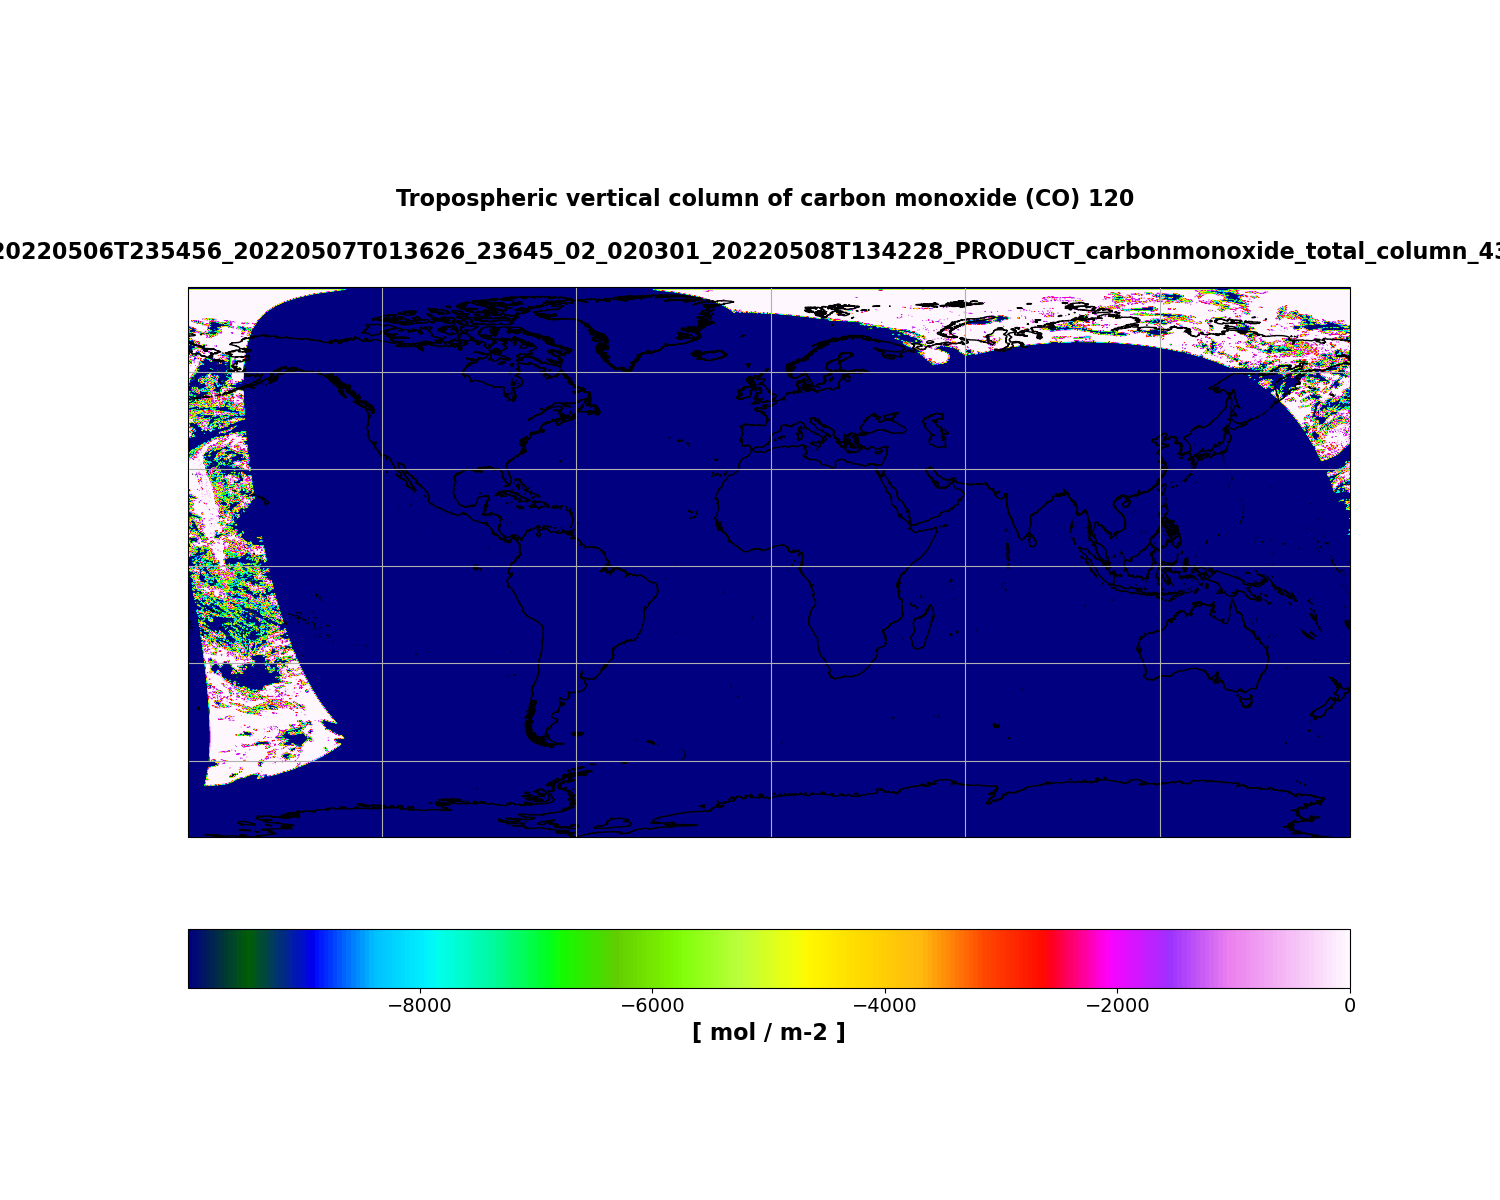 Tropospheric vertical column of carbon monoxide (CO) 120
20220506T235456_20220507T013626_23645_02_020301_20220508T134228_PRODUCT_carbonmonoxide_total_column_43
−8000 −6000 −4000 −2000 0
[ mol / m-2 ]